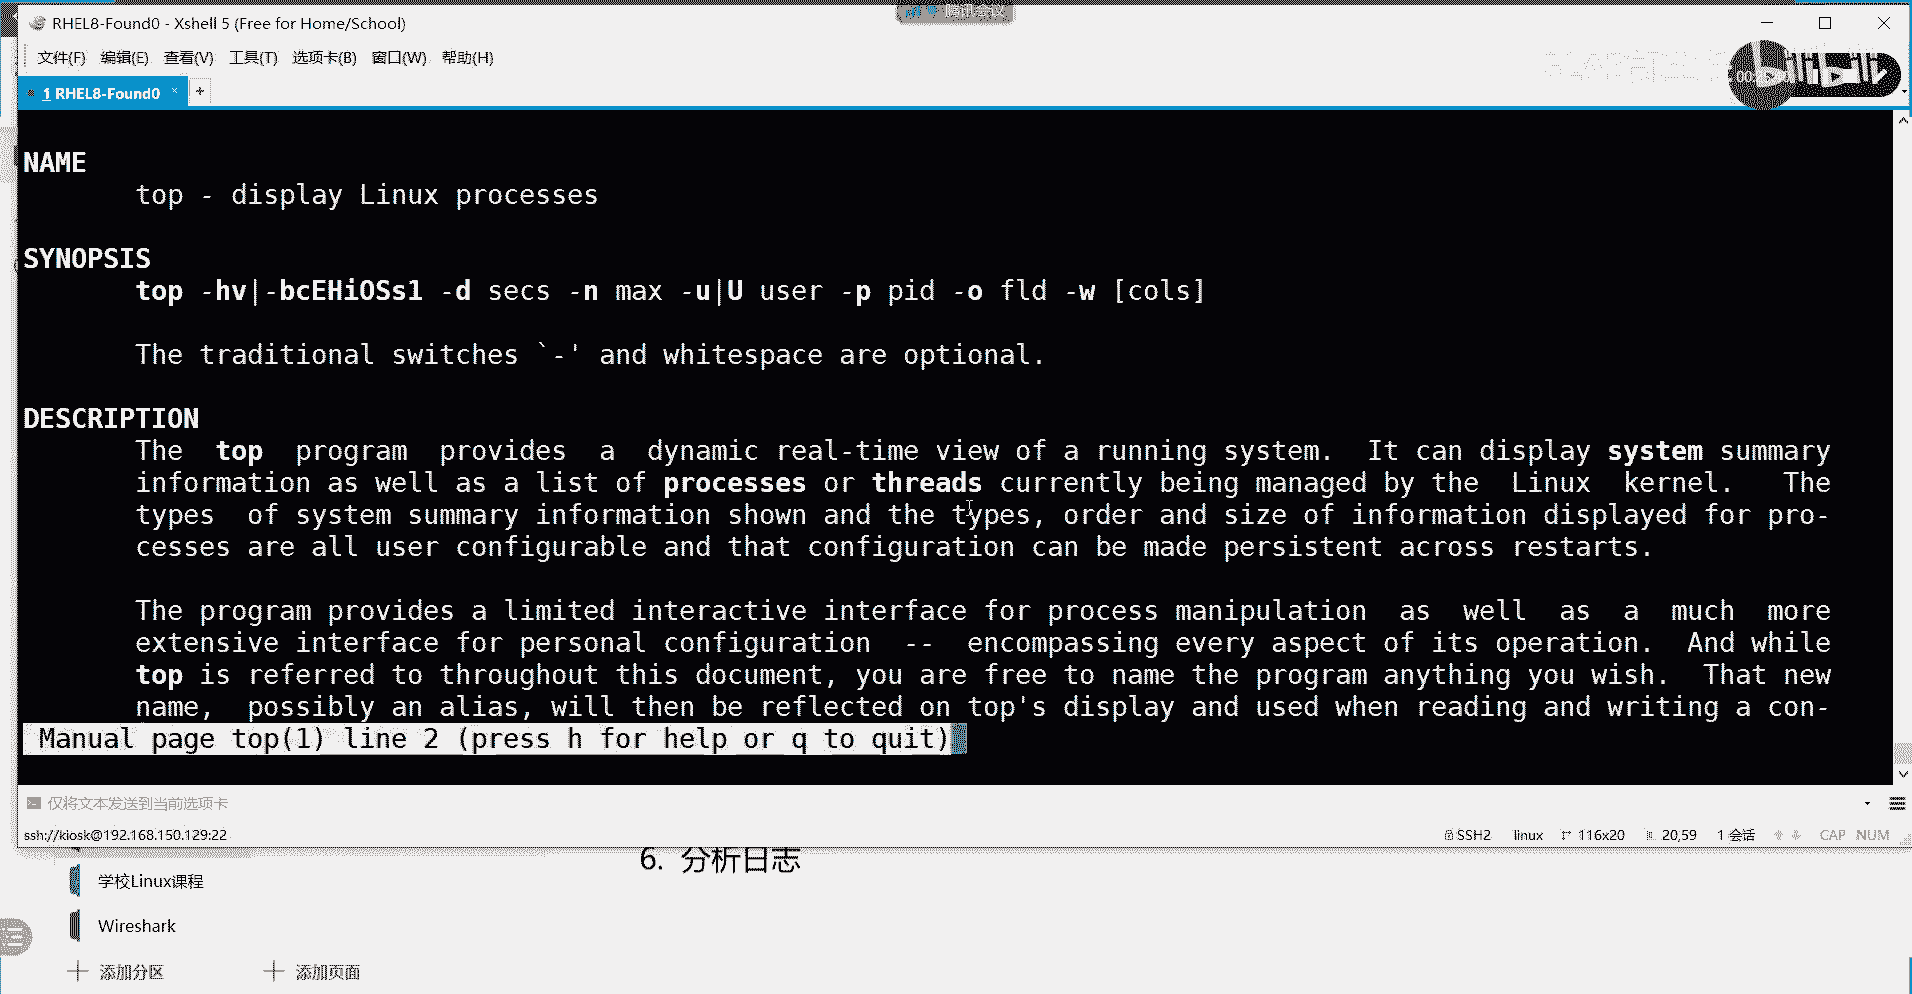 腾讯会议
RHEL8-Found0 - Xshell 5 (Free for Home/School)
文件(F) 编辑(E) 查看(V) 工具(T) 选项卡(B) 窗口(W) 帮助(H)
1 RHEL8-Found0 × +
bilibili
NAME
top - display Linux processes
SYNOPSIS
top -hv|-bcEHiOSs1 -d secs -n max -u|U user -p pid -o fld -w [cols]
The traditional switches `-' and whitespace are optional.
DESCRIPTION
The top program provides a dynamic real-time view of a running system. It can display system summary
information as well as a list of processes or threads currently being managed by the Linux kernel. The
types of system summary information shown and the types, order and size of information displayed for pro-
cesses are all user configurable and that configuration can be made persistent across restarts.
The program provides a limited interactive interface for process manipulation as well as a much more
extensive interface for personal configuration -- encompassing every aspect of its operation. And while
top is referred to throughout this document, you are free to name the program anything you wish. That new
name, possibly an alias, will then be reflected on top's display and used when reading and writing a con-
Manual page top(1) line 2 (press h for help or q to quit)
仅将文本发送到当前选项卡
ssh://kiosk@192.168.150.129:22 SSH2 linux 116x20 20,59 1 会话 CAP NUM
6. 分析日志
学校Linux课程
Wireshark
添加分区 添加页面